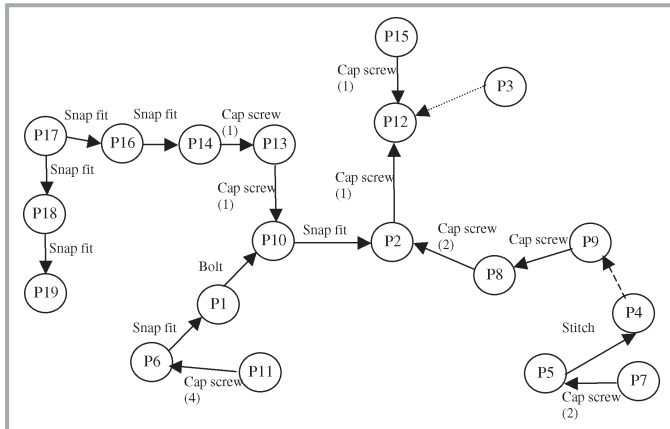 P15
Cap screw
(1)
P3
P12
Snap fit
Snap fit
Cap screw
(1)
P17
P16
P14
P13
Snap fit
Cap screw
(1)
Cap screw
(1)
P18
P10
Snap fit
P2
Cap screw
(2)
Cap screw
P9
Snap fit
P8
Bolt
P19
P1
P4
Snap fit
Stitch
P6
P11
P5
P7
Cap screw
(4)
Cap screw
(2)